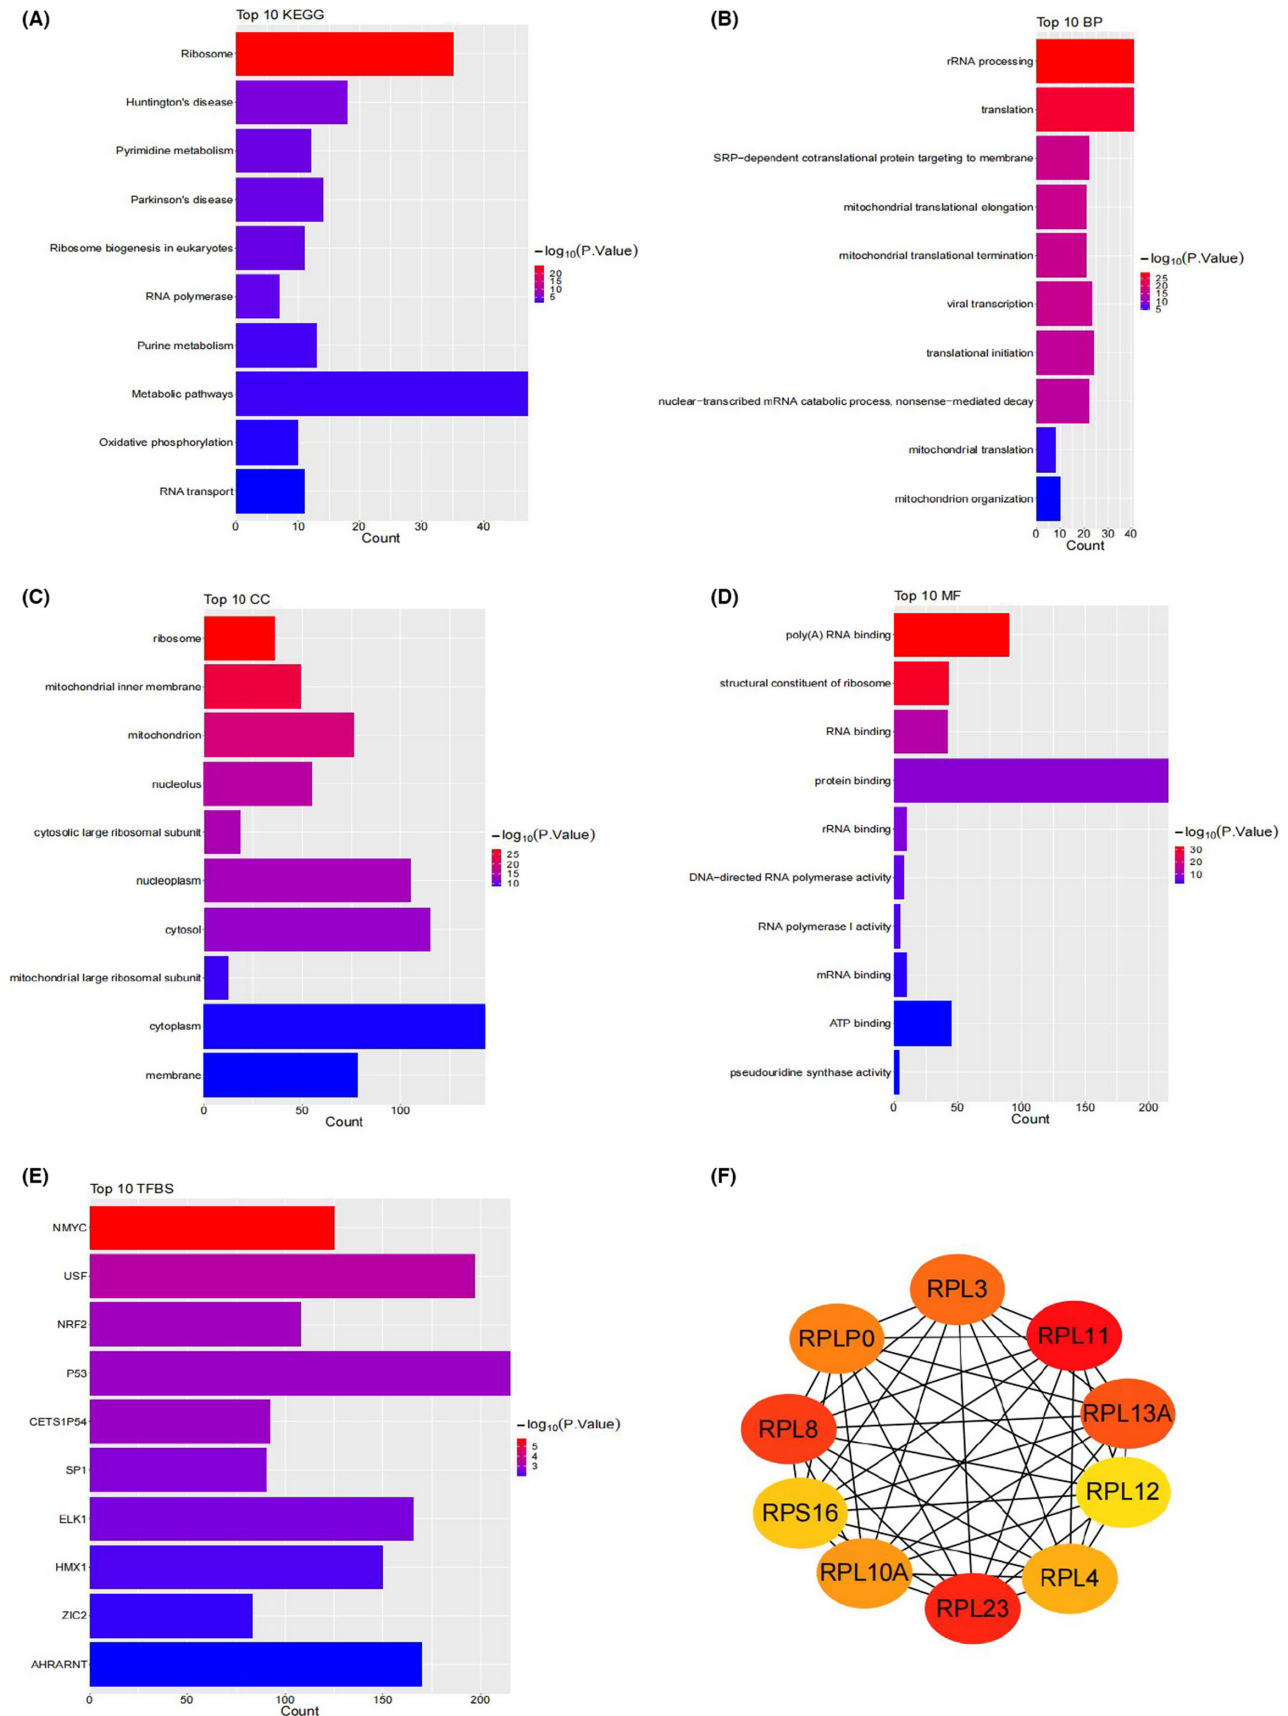 (A)
Top 10 KEGG
Ribosome
Huntington's disease
Pyrimidine metabolism
Parkinson's disease
Ribosome biogenesis in eukaryotes
RNA polymerase
Purine metabolism
Metabolic pathways
Oxidative phosphorylation
RNA transport
0 10 20 30 40
Count
−log10(P.Value)
20
15
10
5
(B)
Top 10 BP
rRNA processing
translation
SRP−dependent cotranslational protein targeting to membrane
mitochondrial translational elongation
mitochondrial translational termination
viral transcription
translational initiation
nuclear−transcribed mRNA catabolic process, nonsense−mediated decay
mitochondrial translation
mitochondrion organization
0 10 20 30 40
Count
−log10(P.Value)
25
20
15
10
5
(C)
Top 10 CC
ribosome
mitochondrial inner membrane
mitochondrion
nucleolus
cytosolic large ribosomal subunit
nucleoplasm
cytosol
mitochondrial large ribosomal subunit
cytoplasm
membrane
0 50 100
Count
−log10(P.Value)
25
20
15
10
(D)
Top 10 MF
poly(A) RNA binding
structural constituent of ribosome
RNA binding
protein binding
rRNA binding
DNA−directed RNA polymerase activity
RNA polymerase I activity
mRNA binding
ATP binding
pseudouridine synthase activity
0 50 100 150 200
Count
−log10(P.Value)
30
20
10
(E)
Top 10 TFBS
NMYC
USF
NRF2
P53
CETS1P54
SP1
ELK1
HMX1
ZIC2
AHRARNT
0 50 100 150 200
Count
−log10(P.Value)
5
4
3
(F)
RPL3
RPLP0
RPL11
RPL8
RPL13A
RPS16
RPL12
RPL10A
RPL4
RPL23